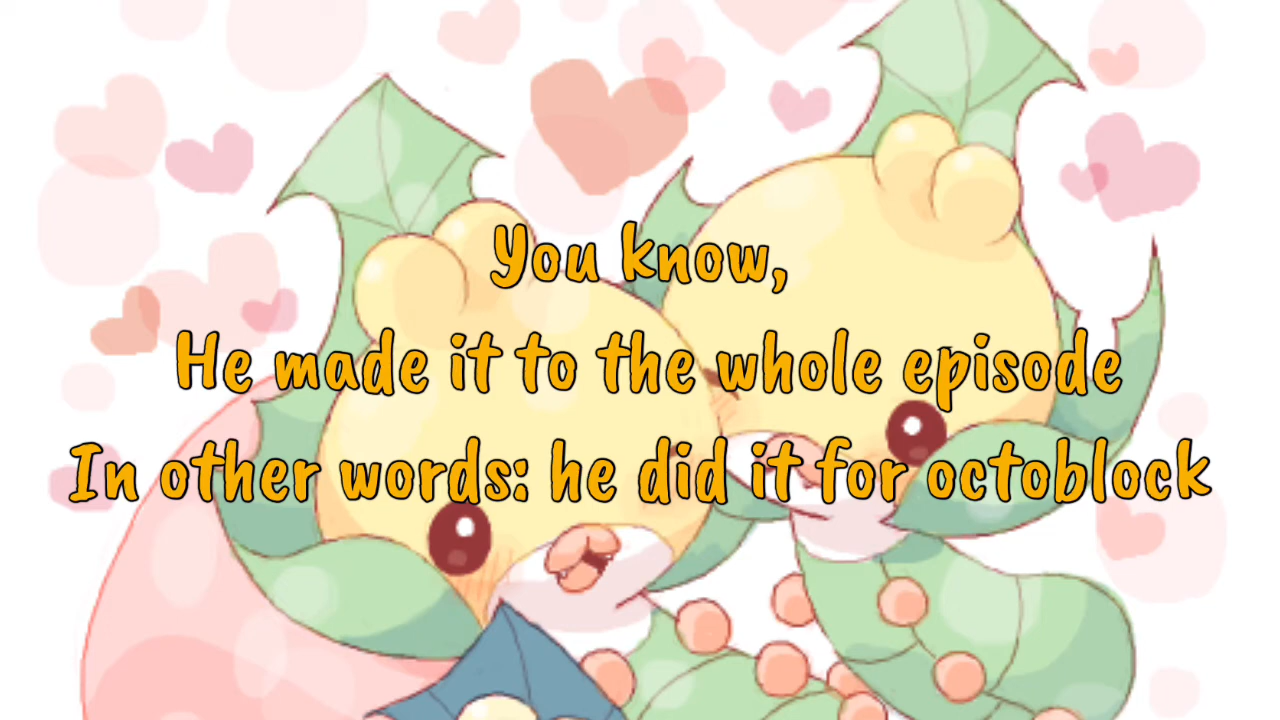 You know,
He made it to the whole episode
In other words: he did it for octoblock